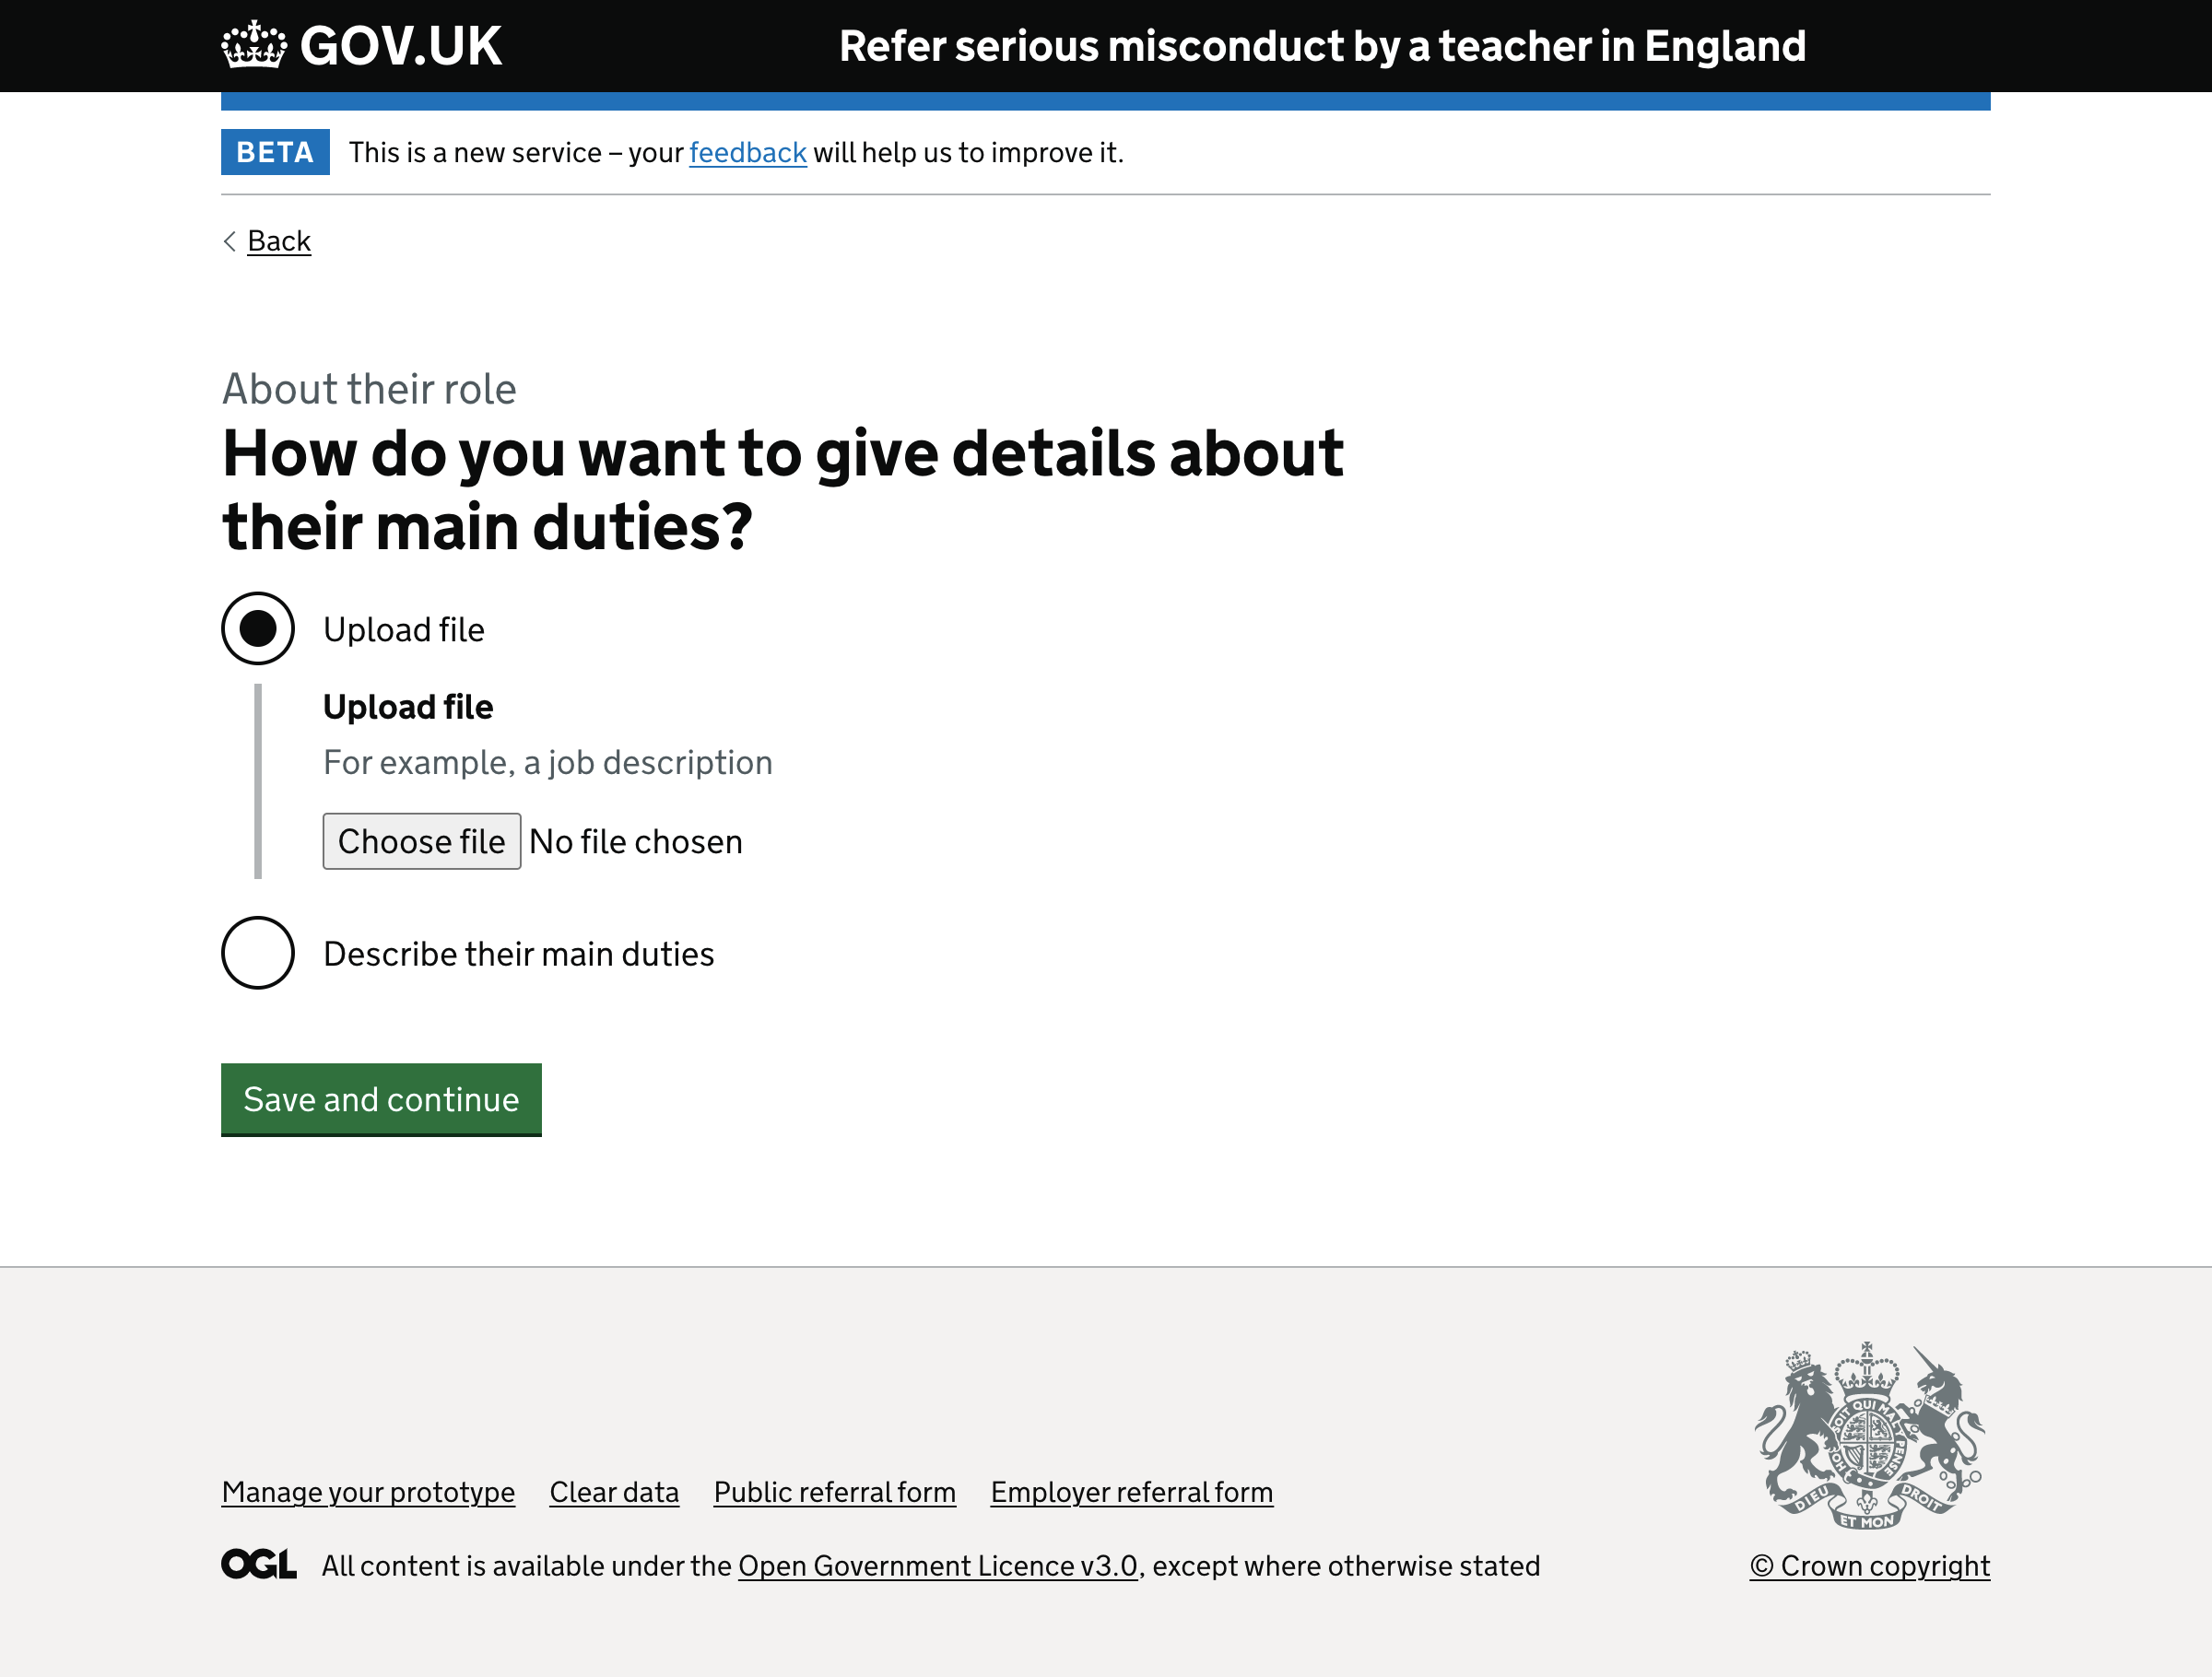 GOV.UK
Refer serious misconduct by a teacher in England
BETA This is a new service – your feedback will help us to improve it.
Back
About their role
How do you want to give details about
their main duties?
Upload file
Upload file
For example, a job description
Choose file No file chosen
Describe their main duties
Save and continue
Manage your prototype Clear data Public referral form Employer referral form
SOIT QUI MAL Y PENSE
HON
DIEU ET MON DROIT
OGL All content is available under the Open Government Licence v3.0, except where otherwise stated
© Crown copyright